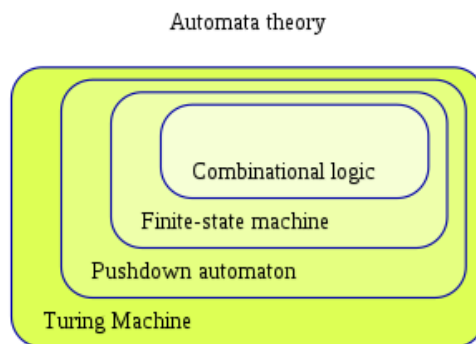 Automata theory
Combinational logic
Finite-state machine
Pushdown automaton
Turing Machine